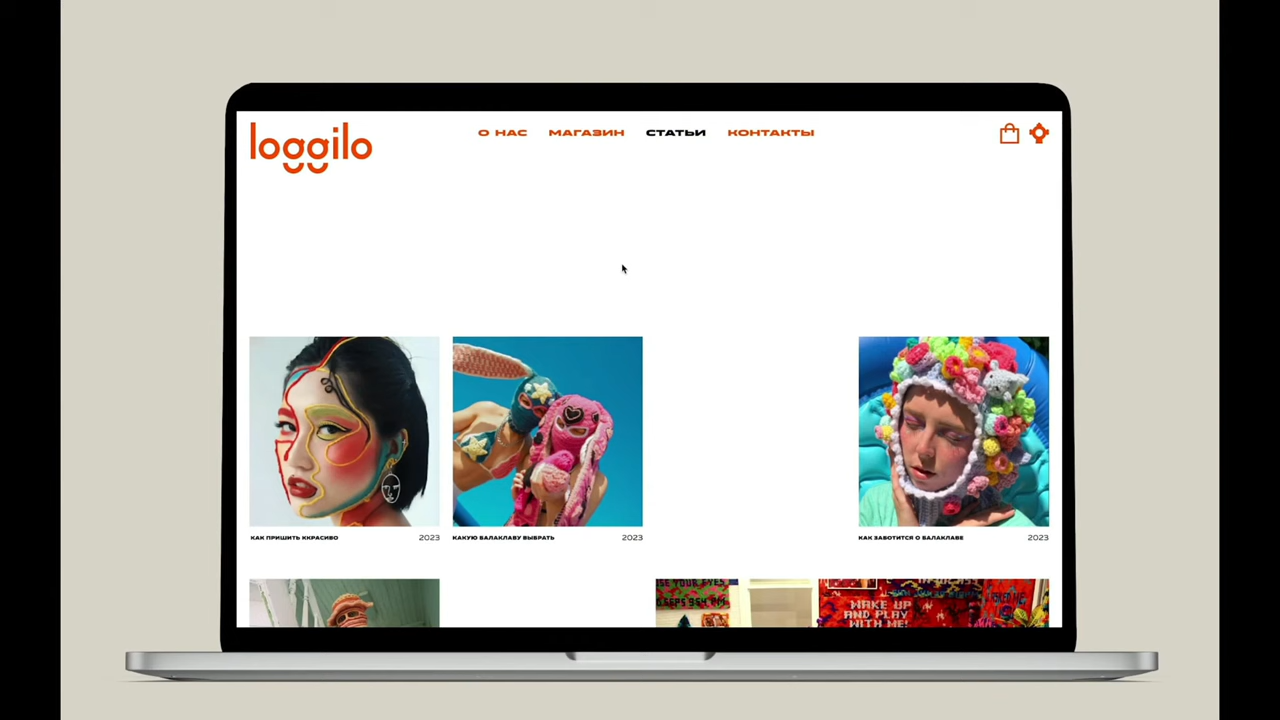 loggilo
О НАС МАГАЗИН СТАТЬИ КОНТАКТЫ
КАК ПРИШИТЬ ККРАСИВО 2023
КАКУЮ БАЛАКЛАВУ ВЫБРАТЬ 2023
КАК ЗАБОТИТСЯ О БАЛАКЛАВЕ 2023
WAKE UP
AND PLAY
WITH ME!